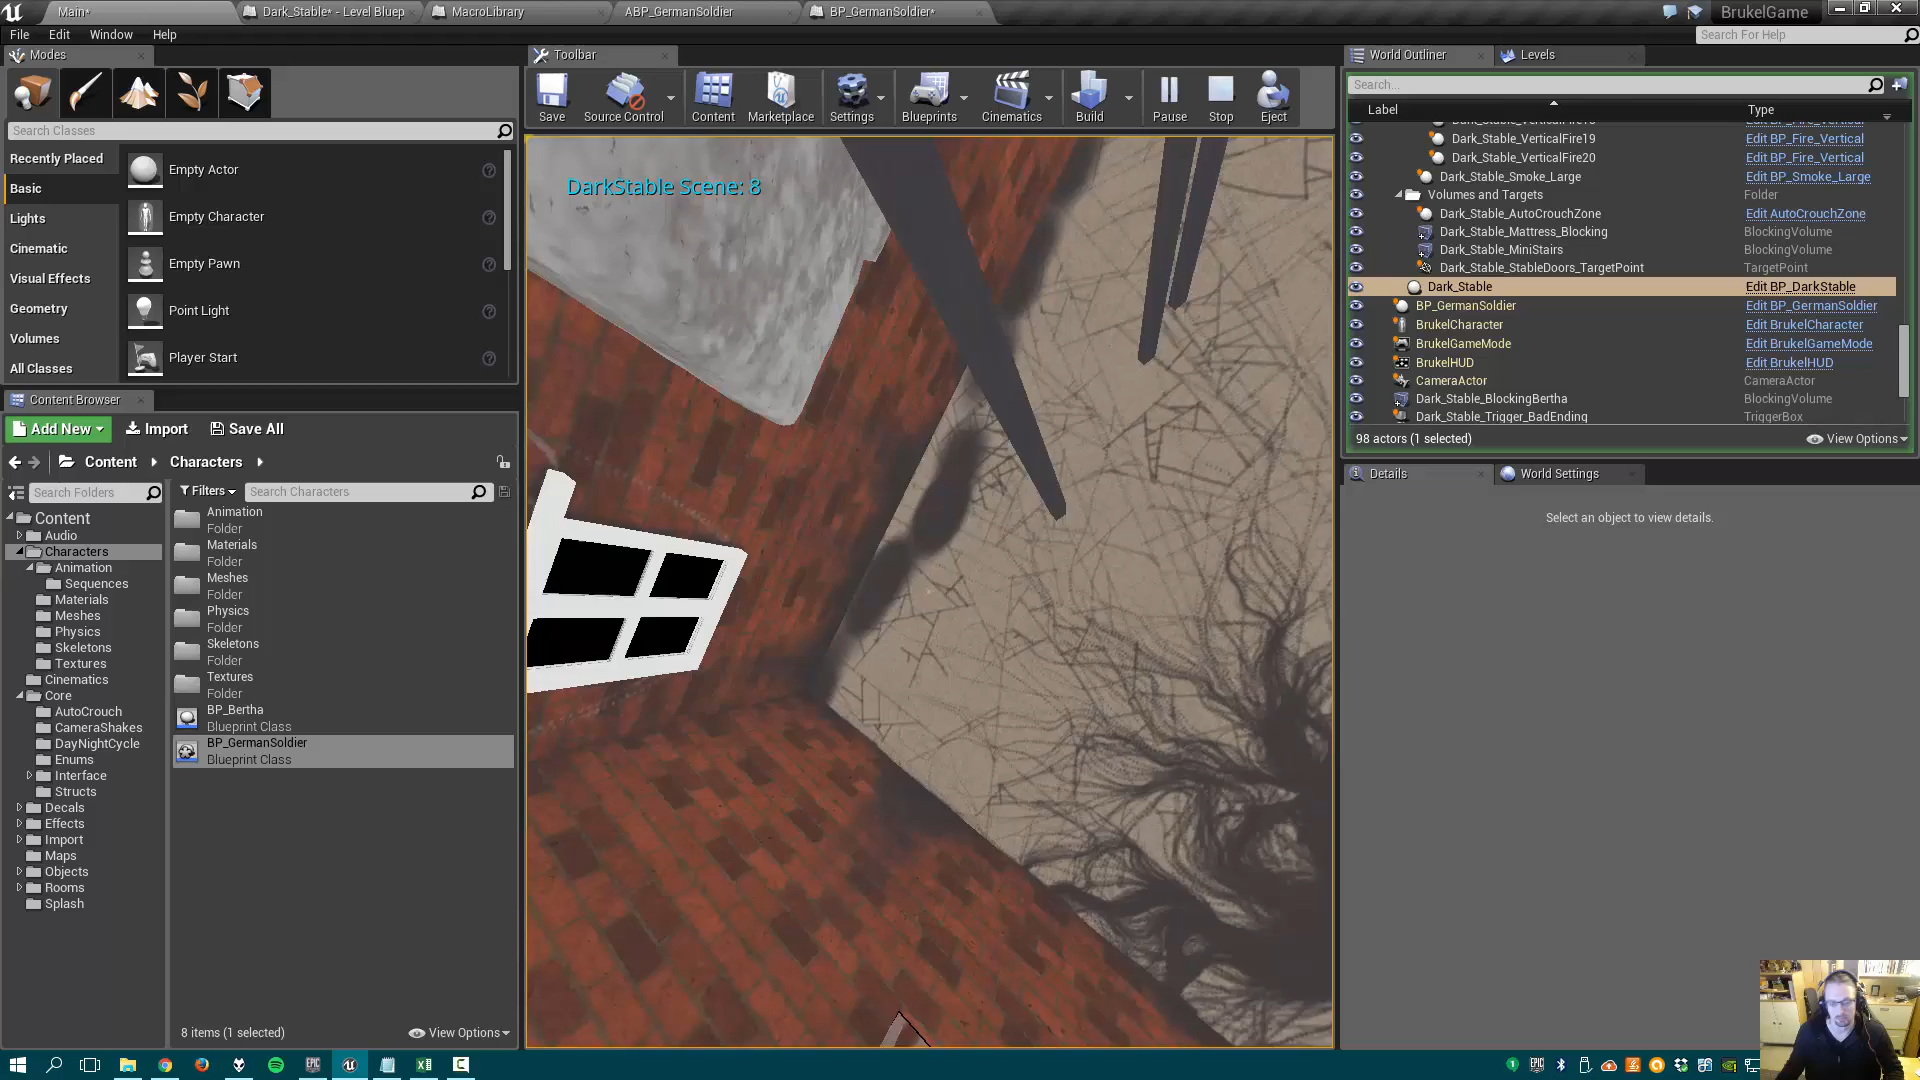 Main*
Dark_Stable* - Level Bluep
MacroLibrary
ABP_GermanSoldier
BP_GermanSoldier*
BrukelGame
File
Edit
Window
Help
Search For Help
Modes
Search Classes
Recently Placed
Basic
Lights
Cinematic
Visual Effects
Geometry
Volumes
All Classes
Empty Actor
Empty Character
Empty Pawn
Point Light
Player Start
Toolbar
Save
Source Control
Content
Marketplace
Settings
Blueprints
Cinematics
Build
Pause
Stop
Eject
DarkStable Scene: 8
World Outliner
Levels
Search...
Label
Type
Dark_Stable_VerticalFire19
Edit BP_Fire_Vertical
Dark_Stable_VerticalFire20
Edit BP_Fire_Vertical
Dark_Stable_Smoke_Large
Edit BP_Smoke_Large
Volumes and Targets
Folder
Dark_Stable_AutoCrouchZone
Edit AutoCrouchZone
Dark_Stable_Mattress_Blocking
BlockingVolume
Dark_Stable_MiniStairs
BlockingVolume
Dark_Stable_StableDoors_TargetPoint
TargetPoint
Dark_Stable
Edit BP_DarkStable
BP_GermanSoldier
Edit BP_GermanSoldier
BrukelCharacter
Edit BrukelCharacter
BrukelGameMode
Edit BrukelGameMode
BrukelHUD
Edit BrukelHUD
CameraActor
CameraActor
Dark_Stable_BlockingBertha
BlockingVolume
Dark_Stable_Trigger_BadEnding
TriggerBox
98 actors (1 selected)
View Options
Details
World Settings
Select an object to view details.
Content Browser
Add New
Import
Save All
Content
Characters
Search Folders
Filters
Search Characters
Content
Audio
Characters
Animation
Sequences
Materials
Meshes
Physics
Skeletons
Textures
Cinematics
Core
AutoCrouch
CameraShakes
DayNightCycle
Enums
Interface
Structs
Decals
Effects
Import
Maps
Objects
Rooms
Splash
Animation
Folder
Materials
Folder
Meshes
Folder
Physics
Folder
Skeletons
Folder
Textures
Folder
BP_Bertha
Blueprint Class
BP_GermanSoldier
Blueprint Class
8 items (1 selected)
View Options